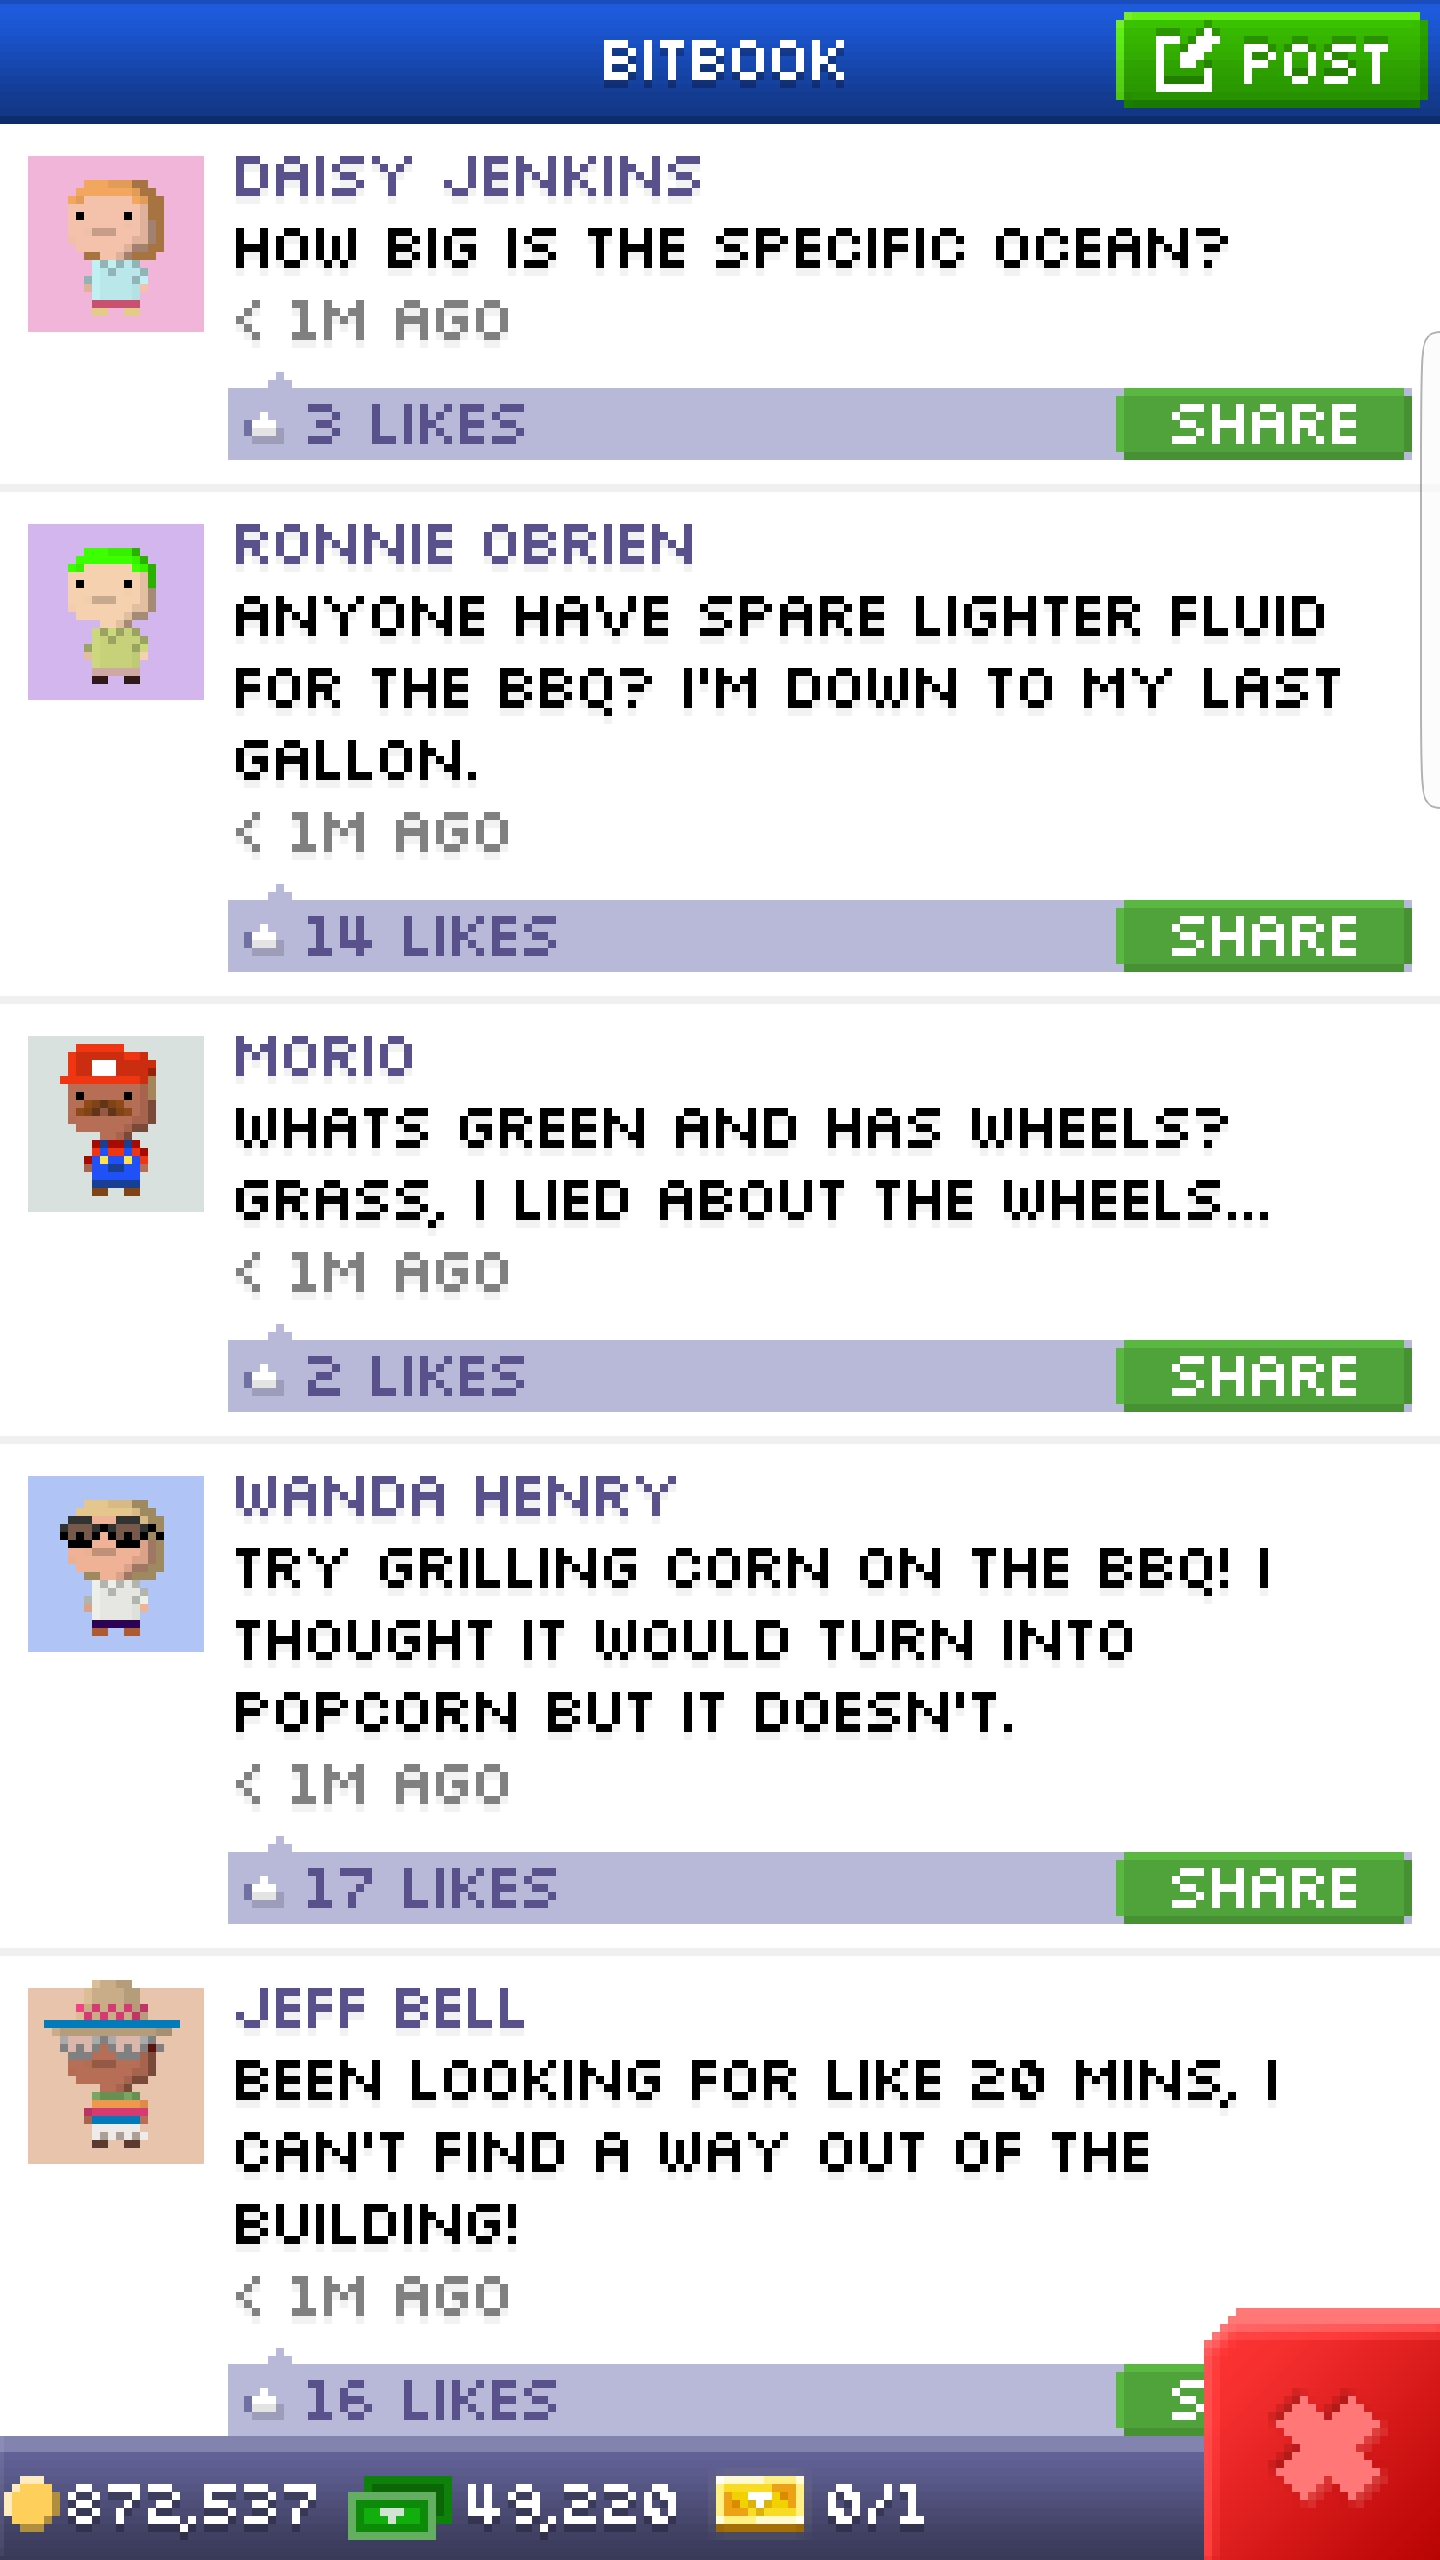 BITBOOK
POST
DAISY JENKINS
HOW BIG IS THE SPECIFIC OCEAN?
< 1M AGO
3 LIKES
SHARE
RONNIE OBRIEN
ANYONE HAVE SPARE LIGHTER FLUID
FOR THE BBQ? I'M DOWN TO MY LAST
GALLON.
< 1M AGO
14 LIKES
SHARE
MORIO
WHATS GREEN AND HAS WHEELS?
GRASS, I LIED ABOUT THE WHEELS...
< 1M AGO
2 LIKES
SHARE
WANDA HENRY
TRY GRILLING CORN ON THE BBQ! I
THOUGHT IT WOULD TURN INTO
POPCORN BUT IT DOESN'T.
< 1M AGO
17 LIKES
SHARE
JEFF BELL
BEEN LOOKING FOR LIKE 20 MINS, I
CAN'T FIND A WAY OUT OF THE
BUILDING!
< 1M AGO
16 LIKES
S
872,537
49,220
0/1